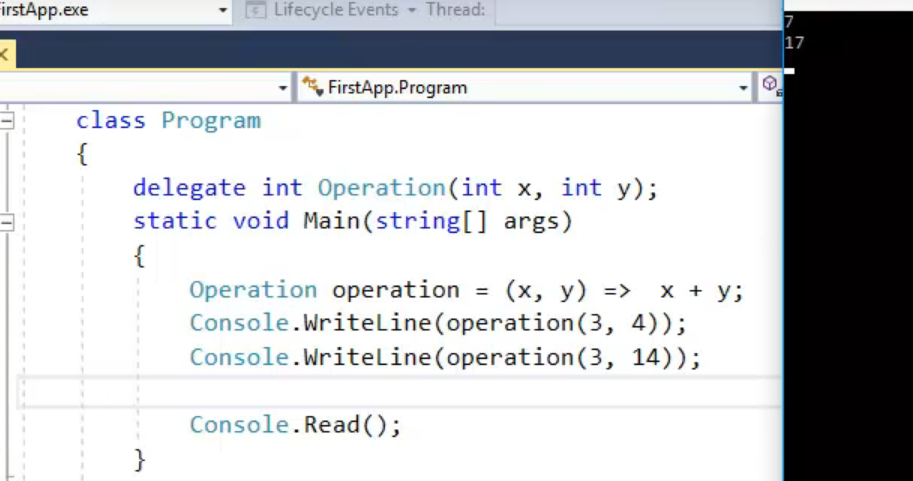 irstApp.exe Lifecycle Events Thread:
FirstApp.Program
class Program
{
delegate int Operation(int x, int y);
static void Main(string[] args)
{
Operation operation = (x, y) => x + y;
Console.WriteLine(operation(3, 4));
Console.WriteLine(operation(3, 14));
Console.Read();
}
7
17